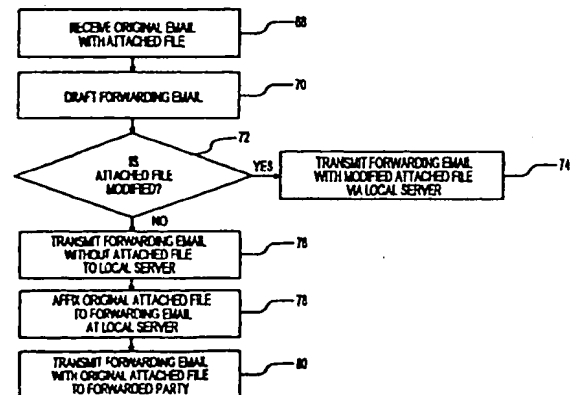 RECEIVE ORIGINAL EMAIL
WITH ATTACHED FILE
68
DRAFT FORWARDING EMAIL
70
72
IS
ATTACHED FILE
MODIFIED?
YES
TRANSMIT FORWARDING EMAIL
WITH MODIFIED ATTACHED FILE
VIA LOCAL SERVER
74
NO
TRANSMIT FORWARDING EMAIL
WITHOUT ATTACHED FILE
TO LOCAL SERVER
76
AFFIX ORIGINAL ATTACHED FILE
TO FORWARDING EMAIL
AT LOCAL SERVER
78
TRANSMIT FORWARDING EMAIL
WITH ORIGINAL ATTACHED FILE
TO FORWARDED PARTY
80